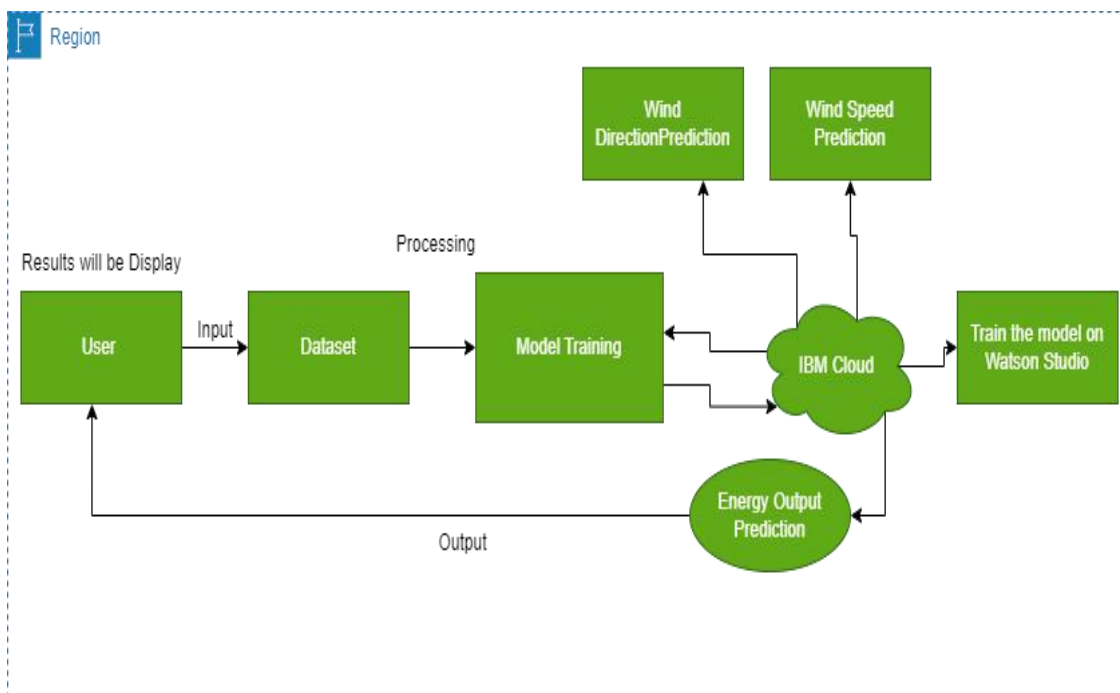 Region
Wind
DirectionPrediction
Wind Speed
Prediction
Processing
Results will be Display
User
Input
Dataset
Model Training
IBM Cloud
Train the model on
Watson Studio
Energy Output
Prediction
Output